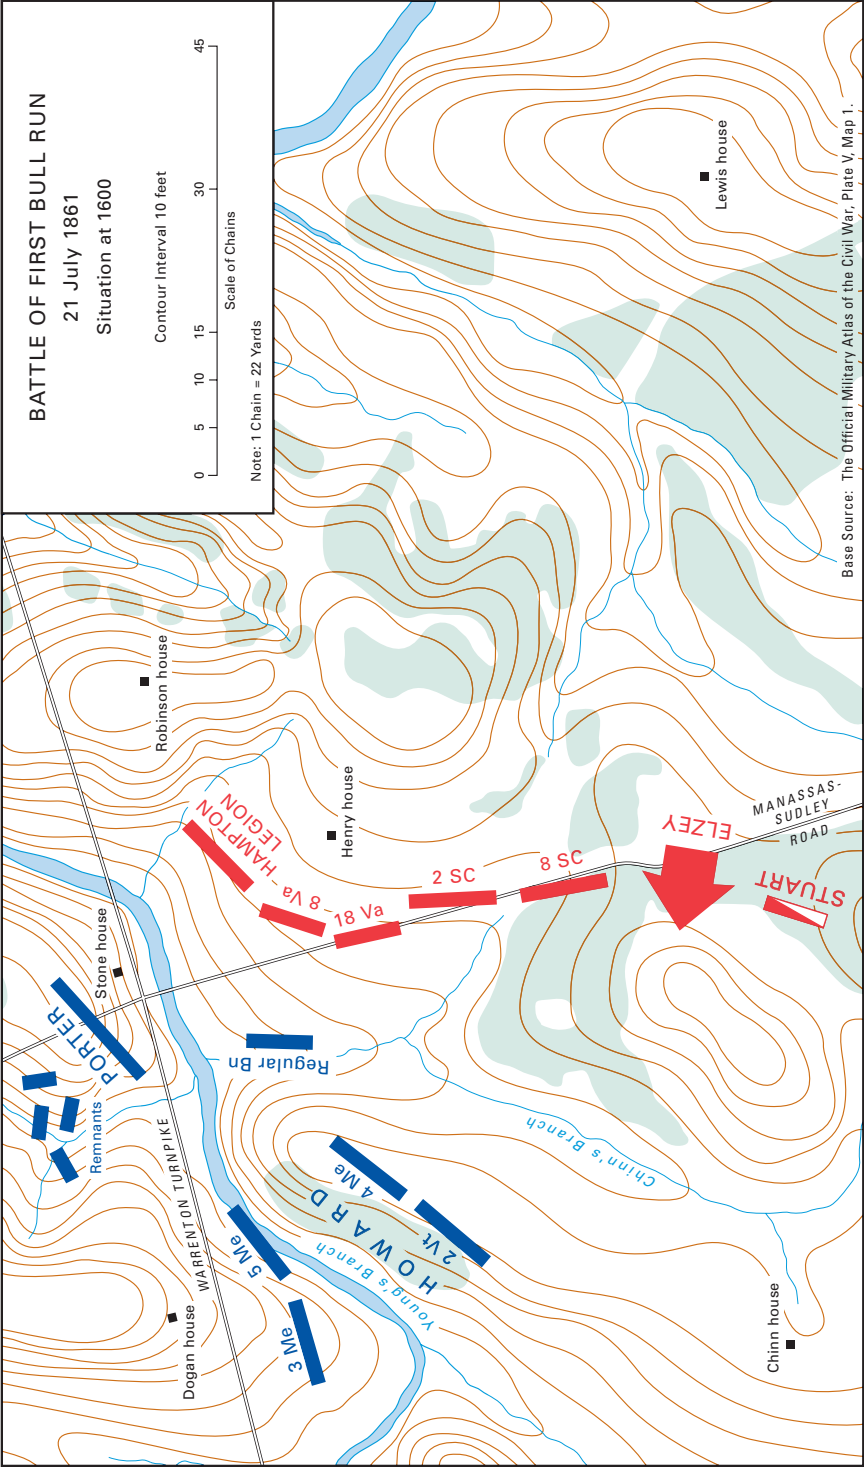 BATTLE OF FIRST BULL RUN
21 July 1861
Situation at 1600
Contour Interval 10 feet
0 5 10 15 30 45
Scale of Chains
Note: 1 Chain = 22 Yards
Dogan house
WARRENTON TURNPIKE
Remnants
PORTER
Stone house
Robinson house
3 Me
5 Me
Young's Branch
HOWARD
4 Me
2 Vt
Regular Bn
HAMPTON
LEGION
8 Va
18 Va
Henry house
2 SC
8 SC
Chinn's Branch
ELZEY
STUART
MANASSAS-
SUDLEY
ROAD
Chinn house
Lewis house
Base Source: The Official Military Atlas of the Civil War, Plate V, Map 1.